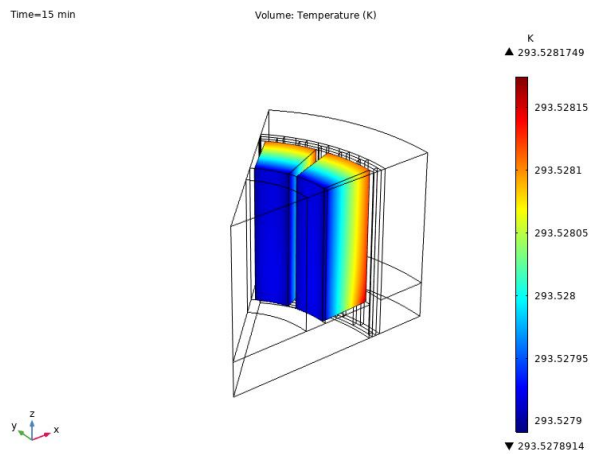 Time=15 min
Volume: Temperature (K)
K
▲ 293.5281749
293.52815
293.5281
293.52805
293.528
293.52795
293.5279
▼ 293.5278914
z
y
x